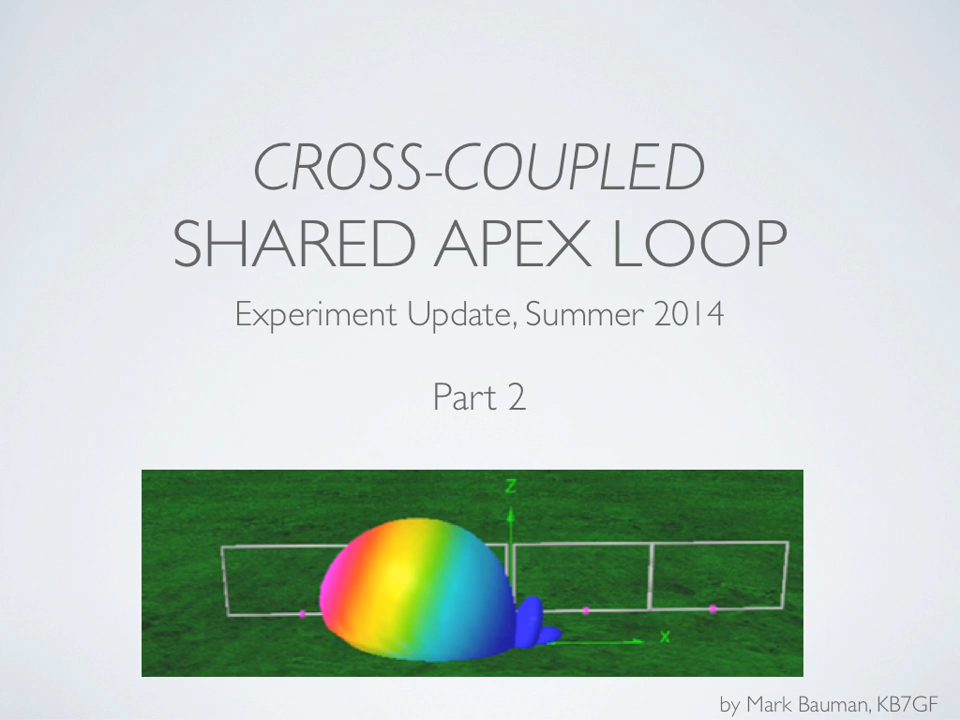 CROSS-COUPLED
SHARED APEX LOOP
Experiment Update, Summer 2014
Part 2
Z
X
by Mark Bauman, KB7GF